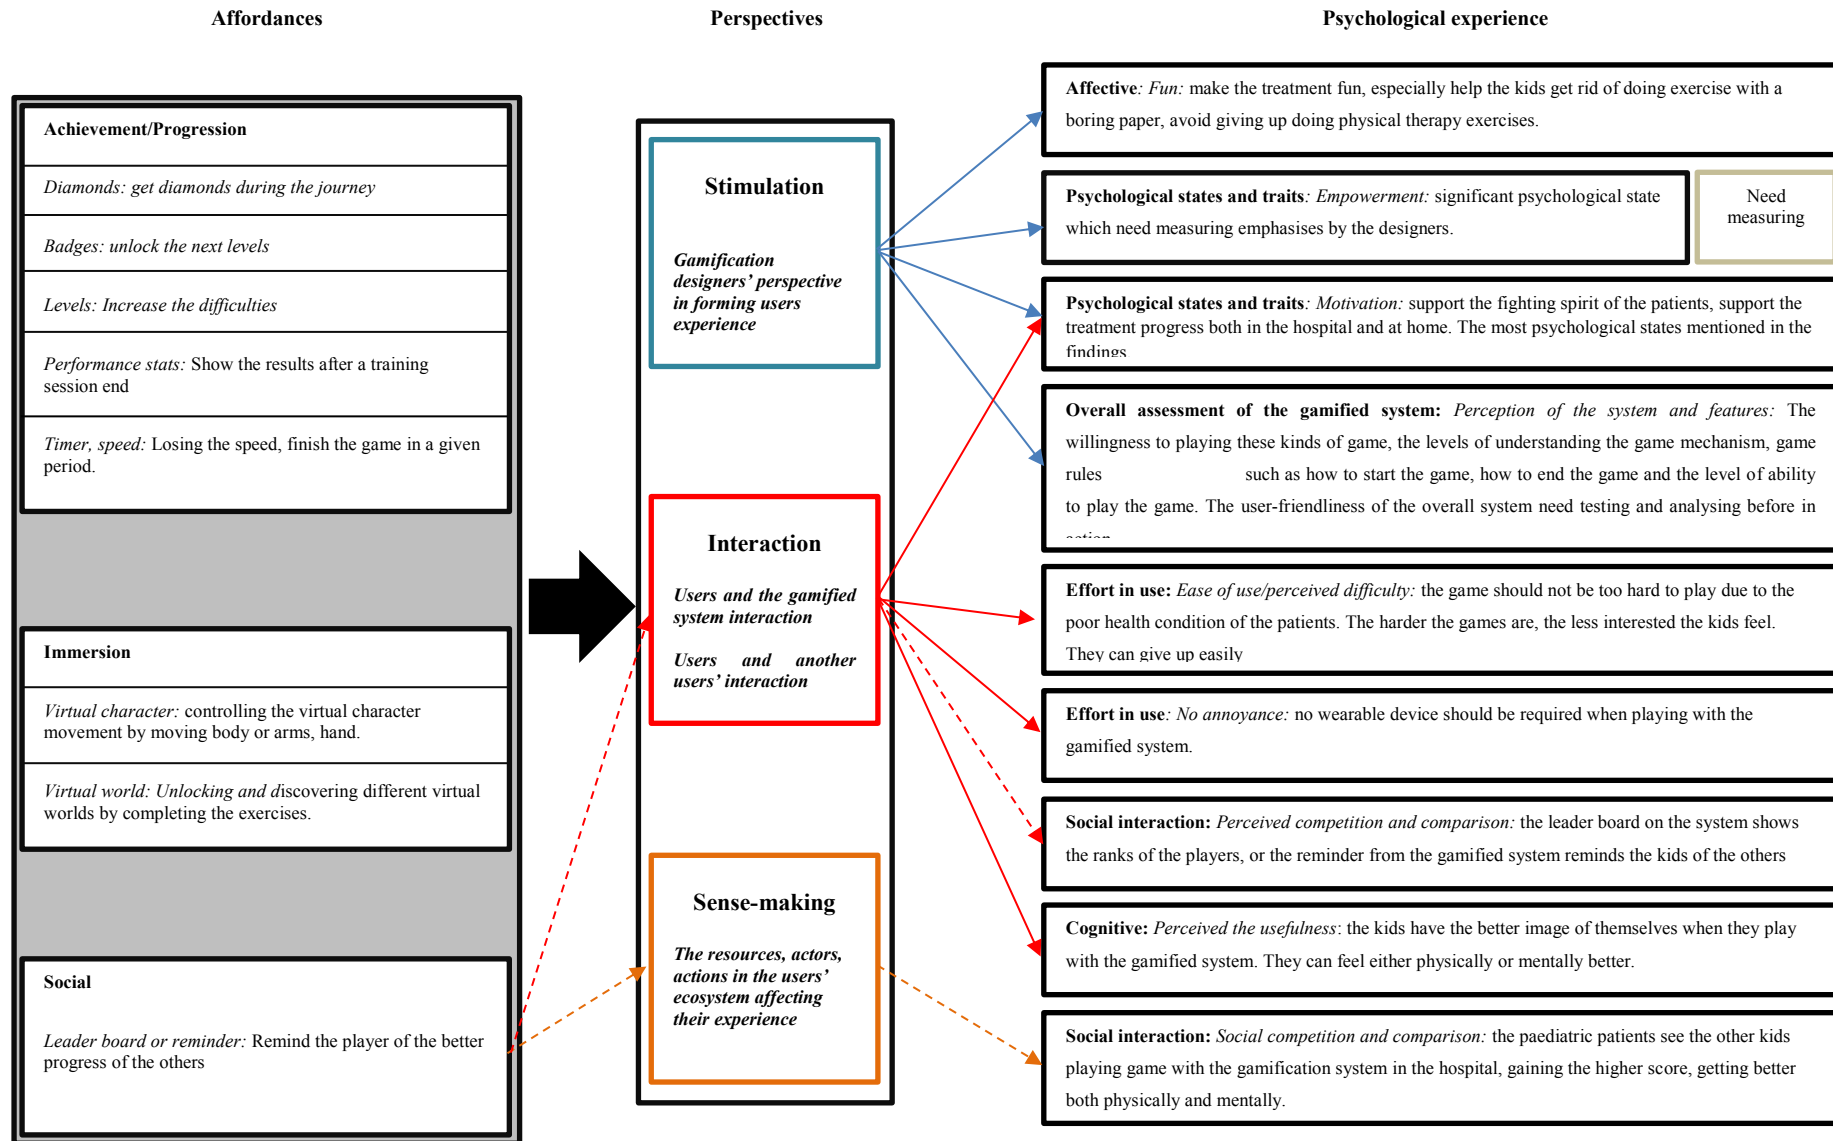 Affordances
Perspectives
Psychological experience
Achievement/Progression
Diamonds: get diamonds during the journey
Badges: unlock the next levels
Levels: Increase the difficulties
Performance stats: Show the results after a training
session end
Timer, speed: Losing the speed, finish the game in a given
period.
Immersion
Virtual character: controlling the virtual character
movement by moving body or arms, hand.
Virtual world: Unlocking and discovering different virtual
worlds by completing the exercises.
Social
Leader board or reminder: Remind the player of the better
progress of the others
Stimulation
Gamification
designers’ perspective
in forming users
experience
Interaction
Users and the gamified
system interaction
Users and another
users’ interaction
Sense-making
The resources, actors,
actions in the users’
ecosystem affecting
their experience
Affective: Fun: make the treatment fun, especially help the kids get rid of doing exercise with a
boring paper, avoid giving up doing physical therapy exercises.
Psychological states and traits: Empowerment: significant psychological state
which need measuring emphasises by the designers.
Need
measuring
Psychological states and traits: Motivation: support the fighting spirit of the patients, support the
treatment progress both in the hospital and at home. The most psychological states mentioned in the
findings
Overall assessment of the gamified system: Perception of the system and features: The
willingness to playing these kinds of game, the levels of understanding the game mechanism, game
rules such as how to start the game, how to end the game and the level of ability
to play the game. The user-friendliness of the overall system need testing and analysing before in
action
Effort in use: Ease of use/perceived difficulty: the game should not be too hard to play due to the
poor health condition of the patients. The harder the games are, the less interested the kids feel.
They can give up easily
Effort in use: No annoyance: no wearable device should be required when playing with the
gamified system.
Social interaction: Perceived competition and comparison: the leader board on the system shows
the ranks of the players, or the reminder from the gamified system reminds the kids of the others
Cognitive: Perceived the usefulness: the kids have the better image of themselves when they play
with the gamified system. They can feel either physically or mentally better.
Social interaction: Social competition and comparison: the paediatric patients see the other kids
playing game with the gamification system in the hospital, gaining the higher score, getting better
both physically and mentally.